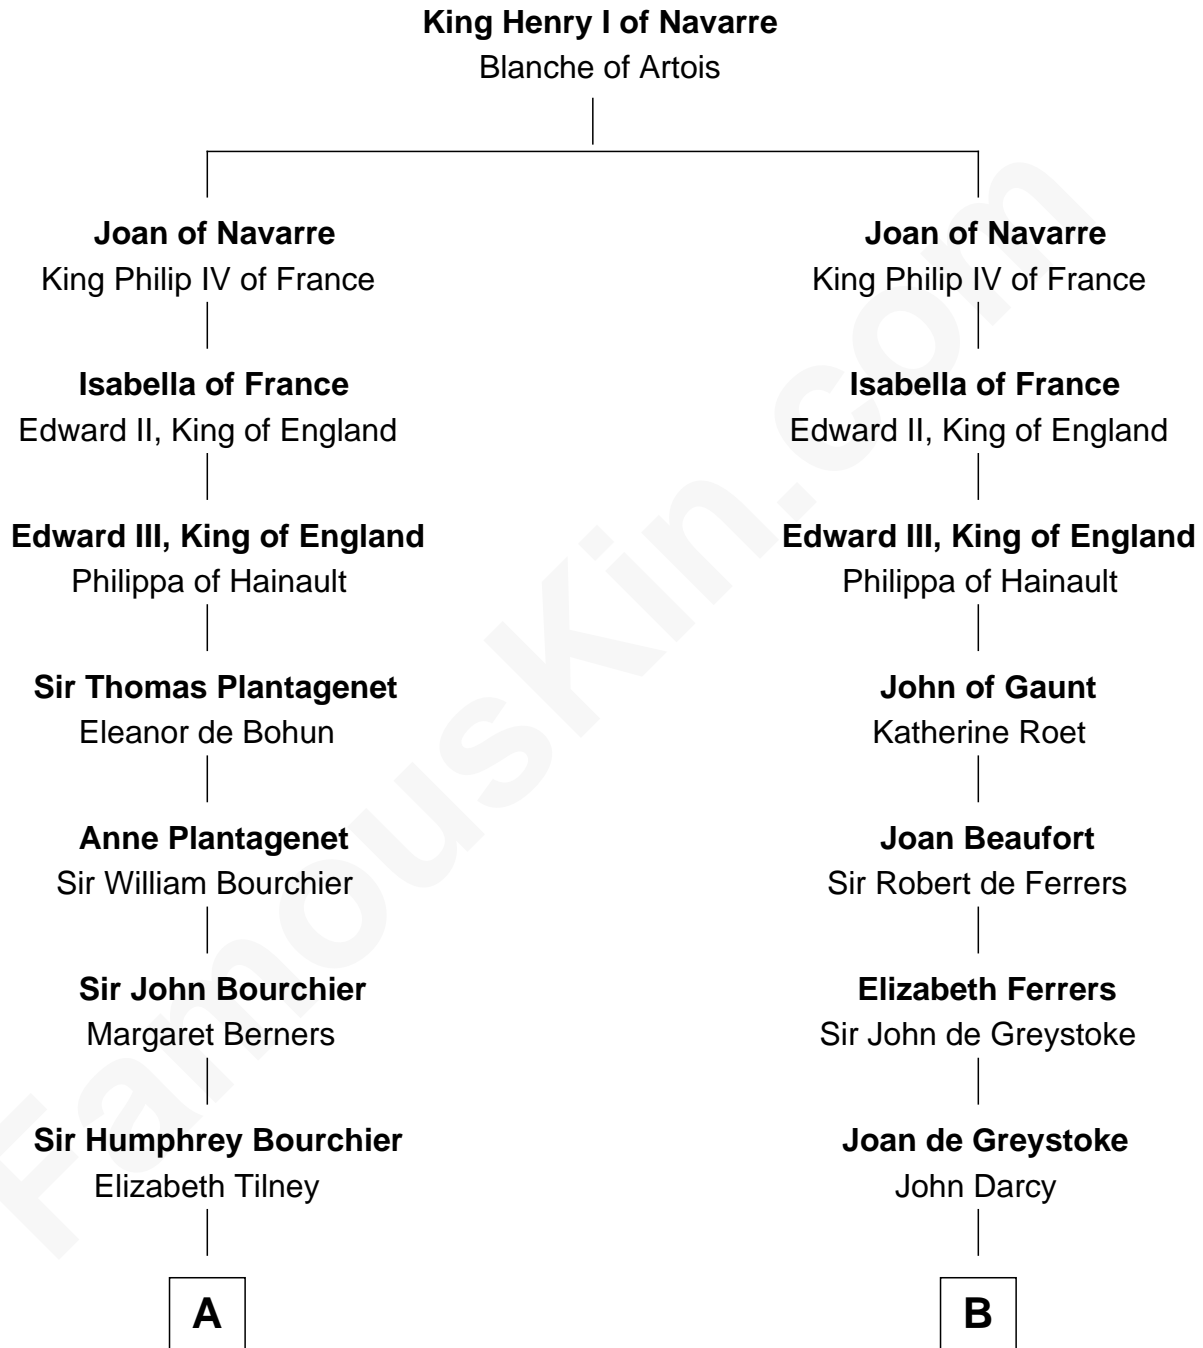 King Henry I of Navarre
Blanche of Artois
Joan of Navarre
King Philip IV of France
Isabella of France
Edward II, King of England
Edward III, King of England
Philippa of Hainault
Sir Thomas Plantagenet
Eleanor de Bohun
Anne Plantagenet
Sir William Bourchier
Sir John Bourchier
Margaret Berners
Sir Humphrey Bourchier
Elizabeth Tilney
A
Joan of Navarre
King Philip IV of France
Isabella of France
Edward II, King of England
Edward III, King of England
Philippa of Hainault
John of Gaunt
Katherine Roet
Joan Beaufort
Sir Robert de Ferrers
Elizabeth Ferrers
Sir John de Greystoke
Joan de Greystoke
John Darcy
B
FamousKin.com